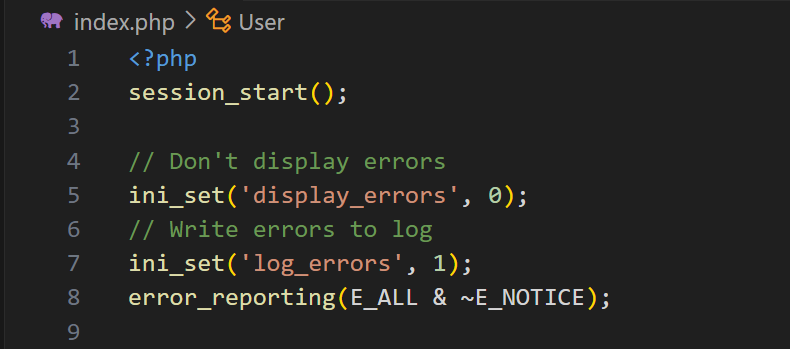 index.php > User
1 <?php
2 session_start();
3
4 // Don't display errors
5 ini_set('display_errors', 0);
6 // Write errors to log
7 ini_set('log_errors', 1);
8 error_reporting(E_ALL & ~E_NOTICE);
9